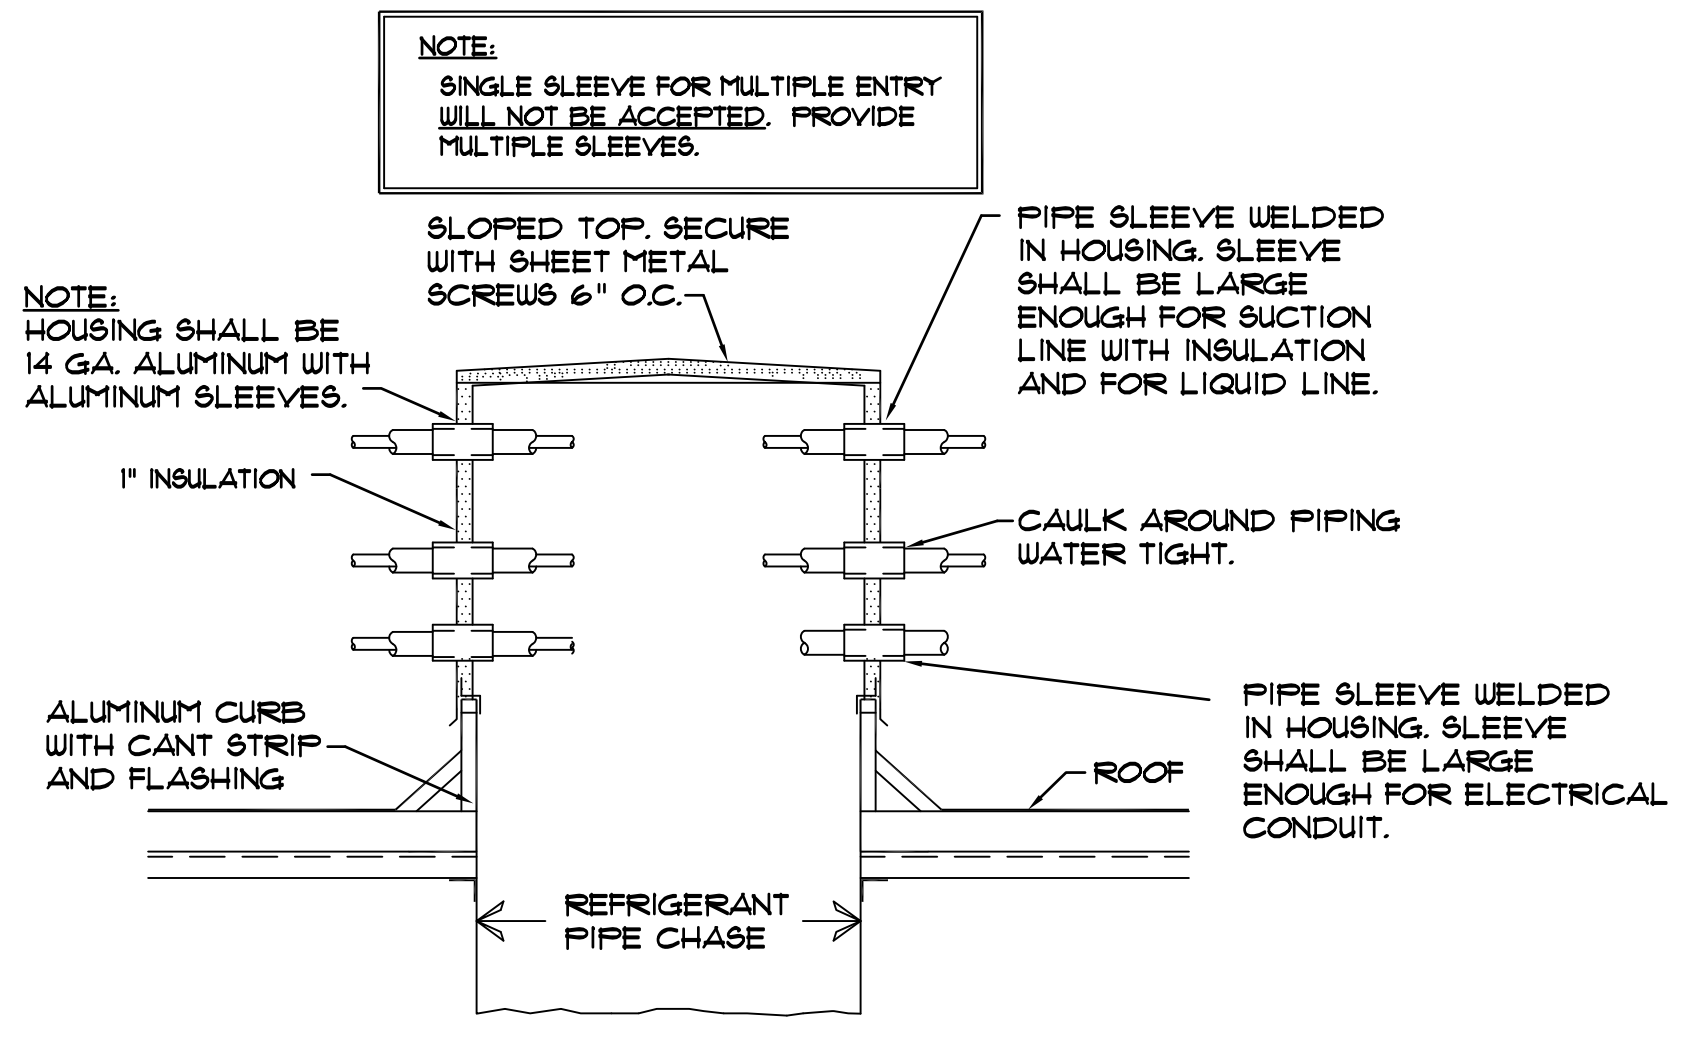 NOTE:
SINGLE SLEEVE FOR MULTIPLE ENTRY
WILL NOT BE ACCEPTED. PROVIDE
MULTIPLE SLEEVES.
SLOPED TOP. SECURE
WITH SHEET METAL
SCREWS 6" O.C.
PIPE SLEEVE WELDED
IN HOUSING. SLEEVE
SHALL BE LARGE
ENOUGH FOR SUCTION
LINE WITH INSULATION
AND FOR LIQUID LINE.
NOTE:
HOUSING SHALL BE
14 GA. ALUMINUM WITH
ALUMINUM SLEEVES.
1" INSULATION
CAULK AROUND PIPING
WATER TIGHT.
ALUMINUM CURB
WITH CANT STRIP
AND FLASHING
PIPE SLEEVE WELDED
IN HOUSING. SLEEVE
SHALL BE LARGE
ENOUGH FOR ELECTRICAL
CONDUIT.
ROOF
REFRIGERANT
PIPE CHASE